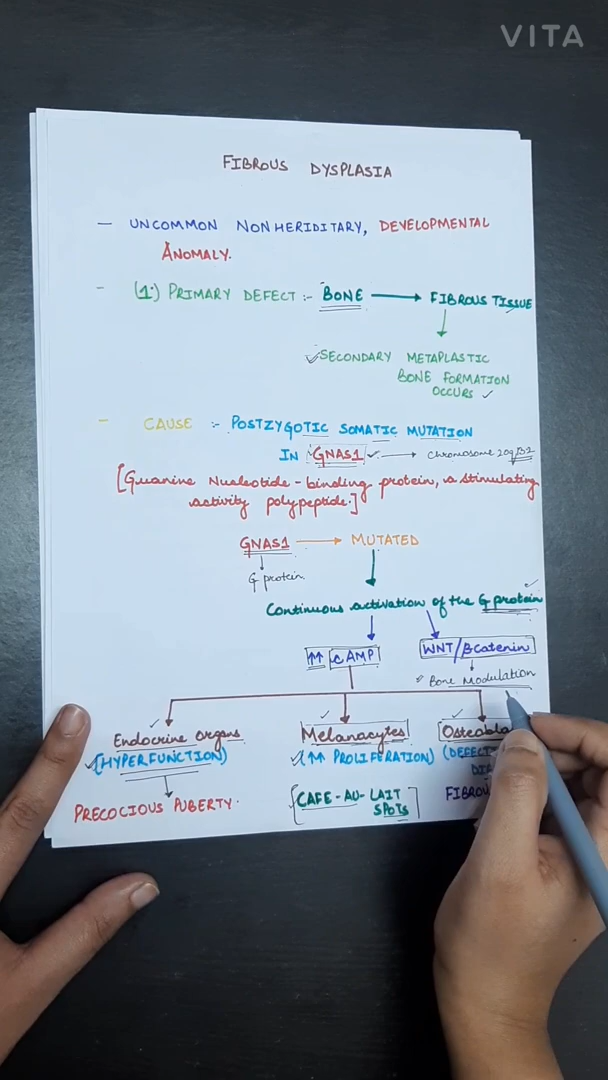 VITA
FIBROUS DYSPLASIA
— UNCOMMON NONHERIDITARY, DEVELOPMENTAL
ANOMALY.
- (1.) PRIMARY DEFECT :- BONE → FIBROUS TISSUE
↓
SECONDARY METAPLASTIC
BONE FORMATION
OCCURS
- CAUSE :- POSTZYGOTIC SOMATIC MUTATION
IN GNAS1 → Chromosome 20q13.2
[Guanine Nucleotide-binding protein, α stimulating
activity polypeptide.]
GNAS1 → MUTATED
G protein
Continuous activation of the G protein
↑↑ cAMP WNT/βcatenin
Bone Modulation
Endocrine organs Melanocytes
(HYPERFUNCTION) (↑↑ PROLIFERATION)
PRECOCIOUS PUBERTY. CAFE-AU-LAIT
SPOTS